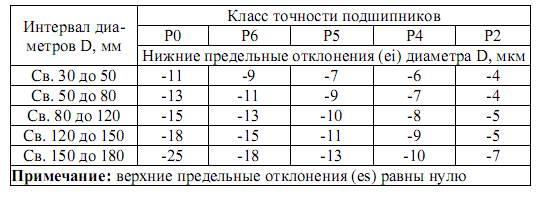 Интервал диа-
метров D, мм
Класс точности подшипников
P0 P6 P5 P4 P2
Нижние предельные отклонения (ei) диаметра D, мкм
Св. 30 до 50 -11 -9 -7 -6 -4
Св. 50 до 80 -13 -11 -9 -7 -4
Св. 80 до 120 -15 -13 -10 -8 -5
Св. 120 до 150 -18 -15 -11 -9 -5
Св. 150 до 180 -25 -18 -13 -10 -7
Примечание: верхние предельные отклонения (es) равны нулю